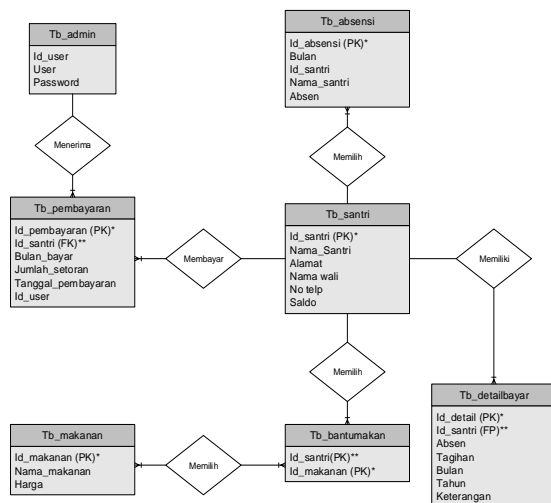 Tb_admin
Id_user
User
Password
Tb_absensi
Id_absensi (PK)*
Bulan
Id_santri
Nama_santri
Absen
Menerima
Memilih
Tb_pembayaran
Id_pembayaran (PK)*
Id_santri (FK)**
Bulan_bayar
Jumlah_setoran
Tanggal_pembayaran
Id_user
Membayar
Tb_santri
Id_santri (PK)*
Nama_Santri
Alamat
Nama wali
No telp
Saldo
Memiliki
Memilih
Tb_makanan
Id_makanan (PK)*
Nama_makanan
Harga
Memilih
Tb_bantumakan
Id_santri(PK)**
Id_makanan (PK)*
Tb_detailbayar
Id_detail (PK)*
Id_santri (FP)**
Absen
Tagihan
Bulan
Tahun
Keterangan